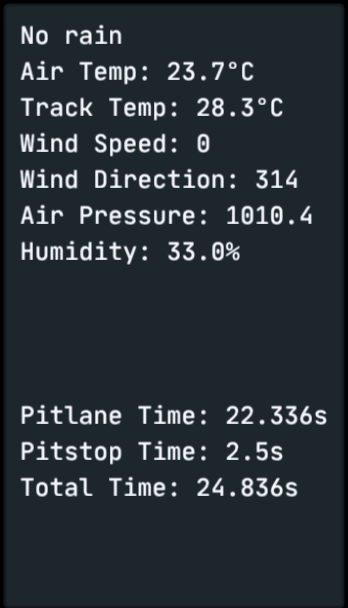 No rain
Air Temp: 23.7°C
Track Temp: 28.3°C
Wind Speed: 0
Wind Direction: 314
Air Pressure: 1010.4
Humidity: 33.0%
Pitlane Time: 22.336s
Pitstop Time: 2.5s
Total Time: 24.836s